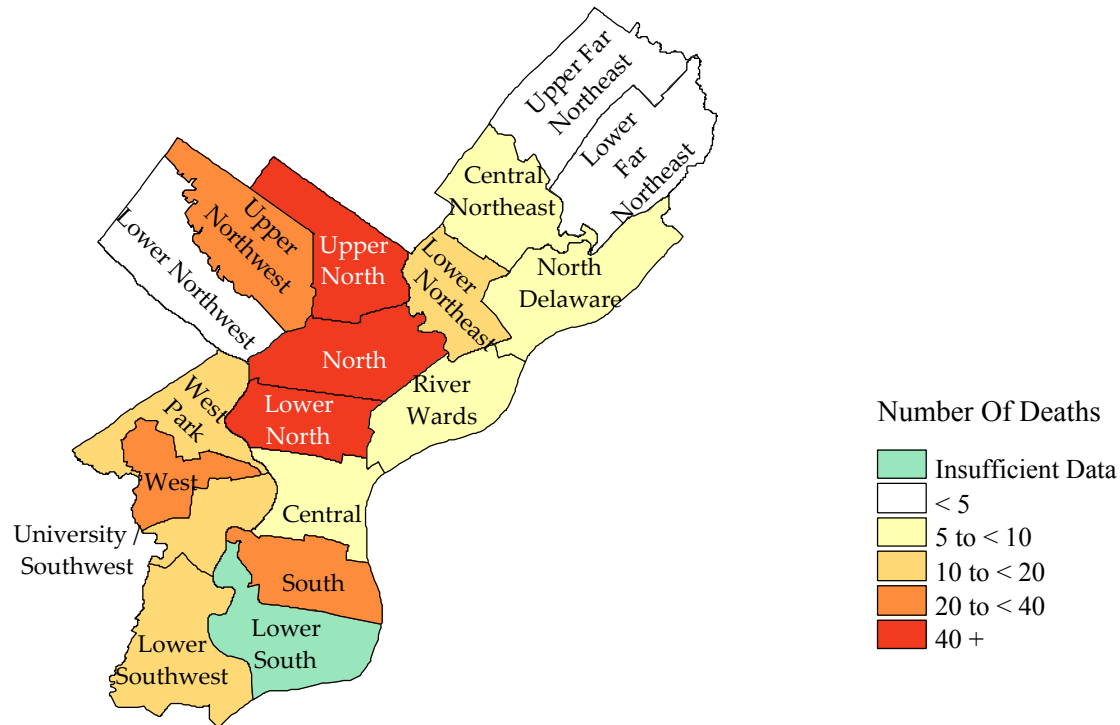 Upper Far
Northeast
Lower
Far
Northeast
Central
Northeast
Upper
Northwest
Lower Northwest
Upper
North
Lower
Northeast
North
Delaware
North
River
Wards
West
Park
Lower
North
West
Central
University
Southwest
South
Lower
South
Lower
Southwest
Number Of Deaths
Insufficient Data
< 5
5 to < 10
10 to < 20
20 to < 40
40 +